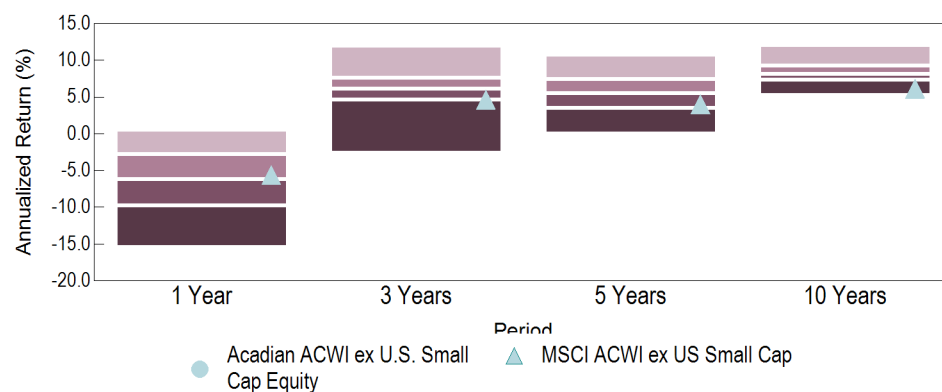 15.0
10.0
5.0
0.0
-5.0
-10.0
-15.0
-20.0
Annualized Return (%)
1 Year 3 Years 5 Years 10 Years
Period
Acadian ACWI ex U.S. Small
Cap Equity
MSCI ACWI ex US Small Cap